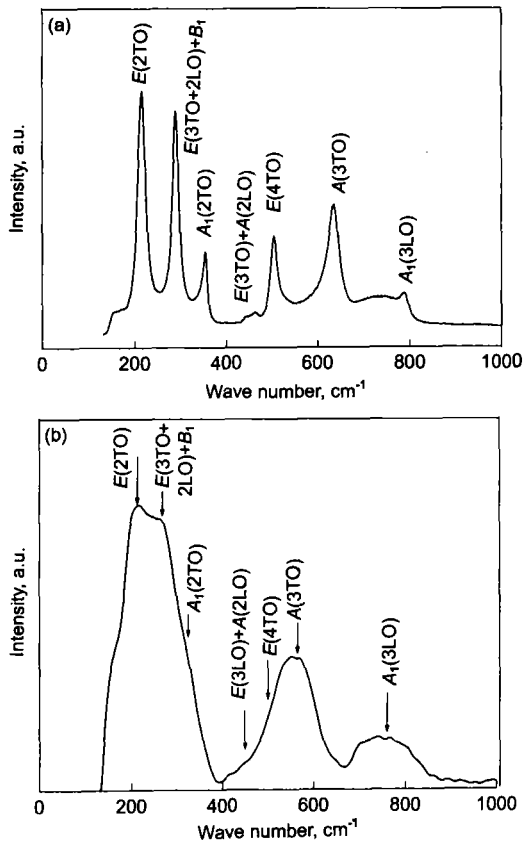 (a)
E(2TO)
E(3TO+2LO)+B₁
A₁(2TO)
E(3TO)+A(2LO)
E(4TO)
A(3TO)
A₁(3LO)
Intensity, a.u.
0 200 400 600 800 1000
Wave number, cm⁻¹
(b)
E(2TO)
E(3TO+
2LO)+B₁
A₁(2TO)
E(3LO)+A(2LO)
E(4TO)
A(3TO)
A₁(3LO)
Intensity, a.u.
0 200 400 600 800 1000
Wave number, cm⁻¹